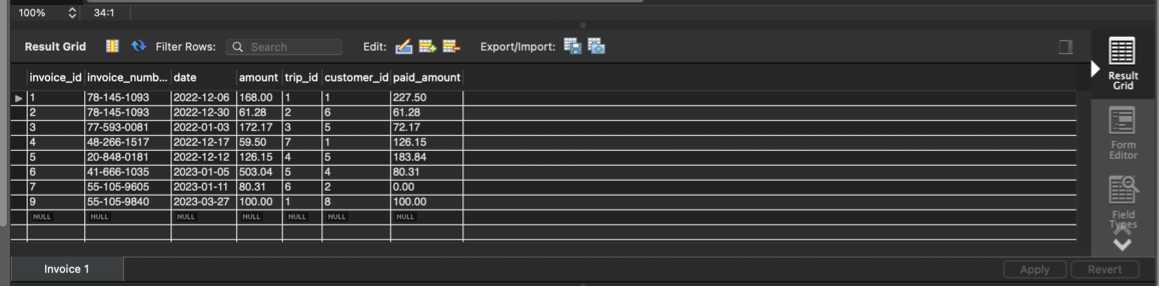 100% 34:1
Result Grid Filter Rows: Search Edit: Export/Import:
invoice_id invoice_numb... date amount trip_id customer_id paid_amount
1 78-145-1093 2022-12-06 168.00 1 1 227.50
2 78-145-1093 2022-12-30 61.28 2 6 61.28
3 77-593-0081 2022-01-03 172.17 3 5 72.17
4 48-266-1517 2022-12-17 59.50 7 1 126.15
5 20-848-0181 2022-12-12 126.15 4 5 183.84
6 41-666-1035 2023-01-05 503.04 5 4 80.31
7 55-105-9605 2023-01-11 80.31 6 2 0.00
9 55-105-9840 2023-03-27 100.00 1 8 100.00
NULL NULL NULL NULL NULL NULL NULL
Result
Grid
Form
Editor
Field
Types
Invoice 1 Apply Revert